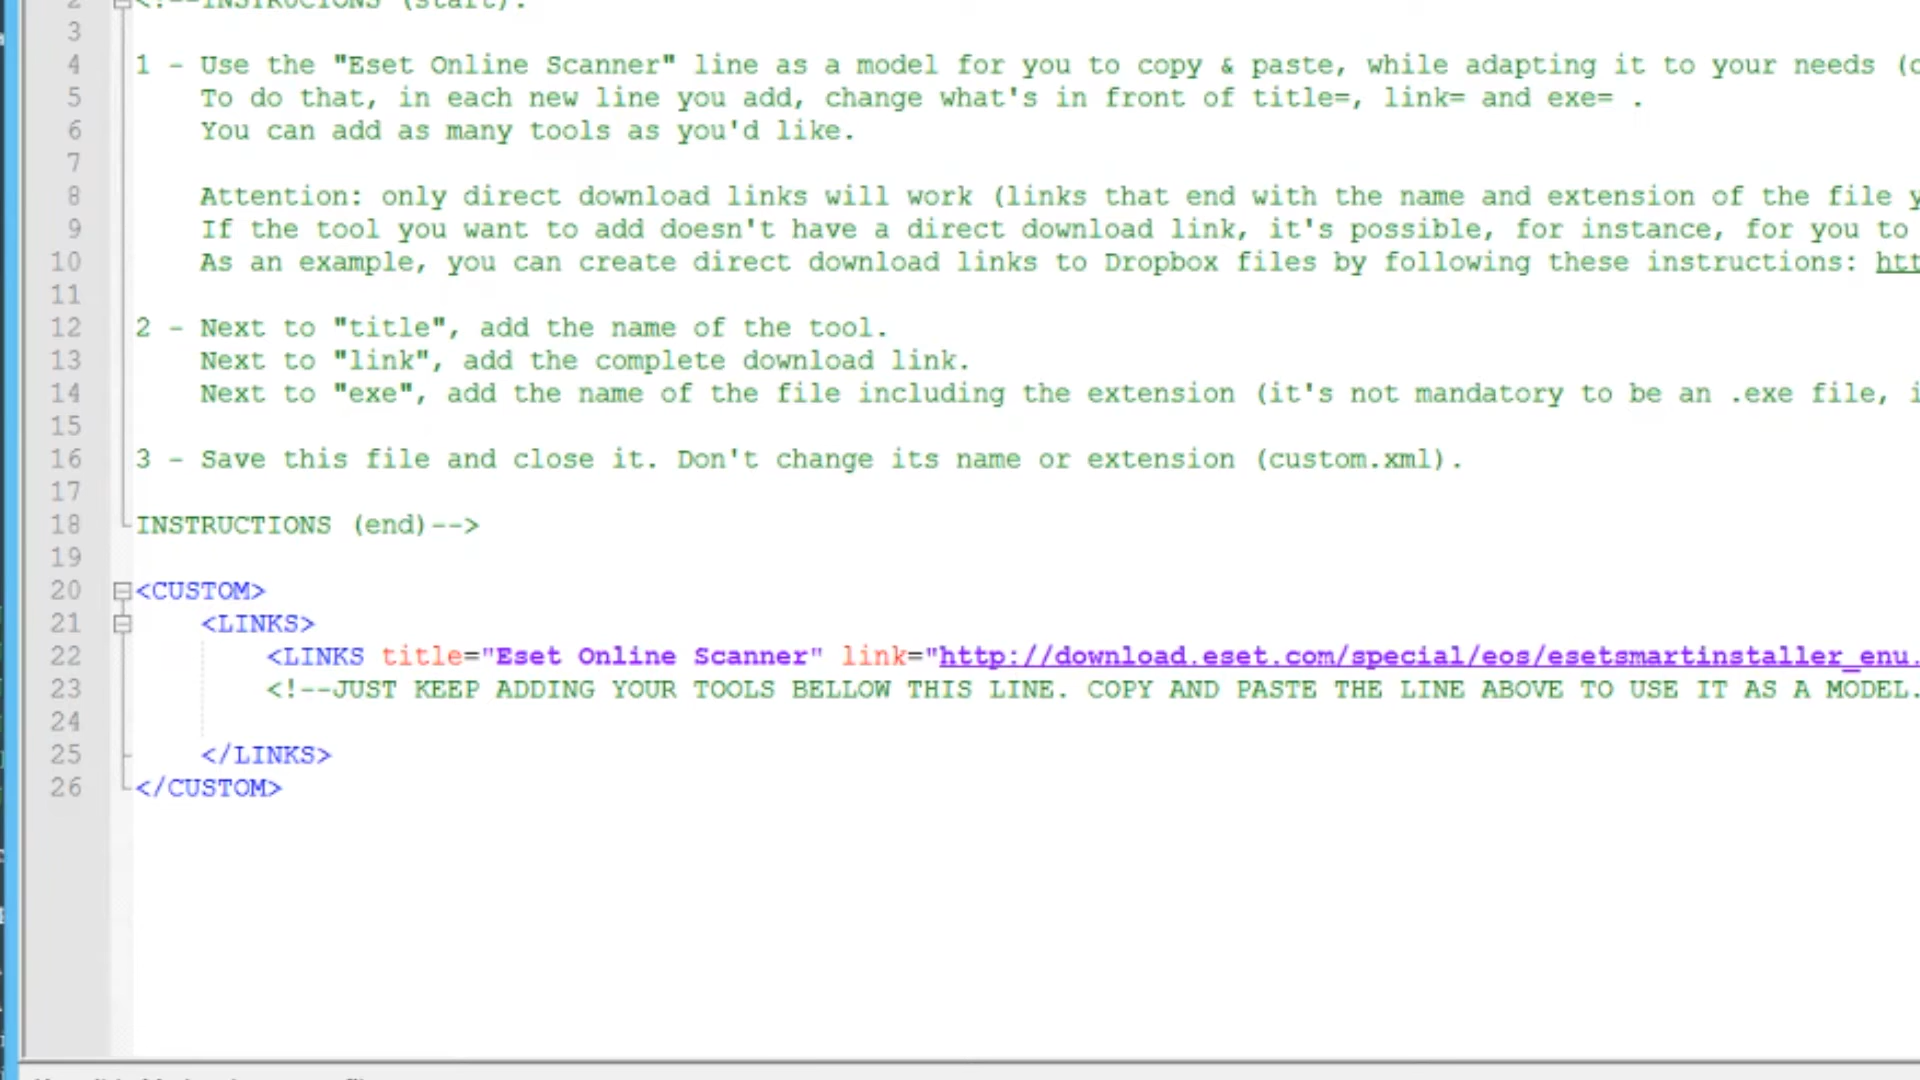 2 <!--INSTRUCIONS (start):
3
4 1 - Use the "Eset Online Scanner" line as a model for you to copy & paste, while adapting it to your needs (
5 To do that, in each new line you add, change what's in front of title=, link= and exe= .
6 You can add as many tools as you'd like.
7
8 Attention: only direct download links will work (links that end with the name and extension of the file
9 If the tool you want to add doesn't have a direct download link, it's possible, for instance, for you to
10 As an example, you can create direct download links to Dropbox files by following these instructions: htt
11
12 2 - Next to "title", add the name of the tool.
13 Next to "link", add the complete download link.
14 Next to "exe", add the name of the file including the extension (it's not mandatory to be an .exe file,
15
16 3 - Save this file and close it. Don't change its name or extension (custom.xml).
17
18 INSTRUCTIONS (end)-->
19
20 <CUSTOM>
21 <LINKS>
22 <LINKS title="Eset Online Scanner" link="http://download.eset.com/special/eos/esetsmartinstaller_enu.
23 <!--JUST KEEP ADDING YOUR TOOLS BELLOW THIS LINE. COPY AND PASTE THE LINE ABOVE TO USE IT AS A MODEL.
24
25 </LINKS>
26 </CUSTOM>